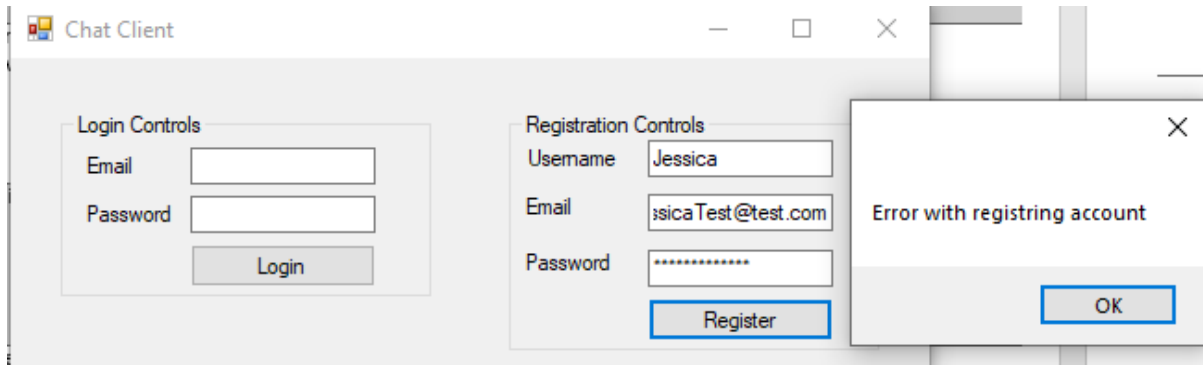 Chat Client
Login Controls
Email
Password
Login
Registration Controls
Username Jessica
Email ssicaTest@test.com
Password *************
Register
Error with registring account
OK